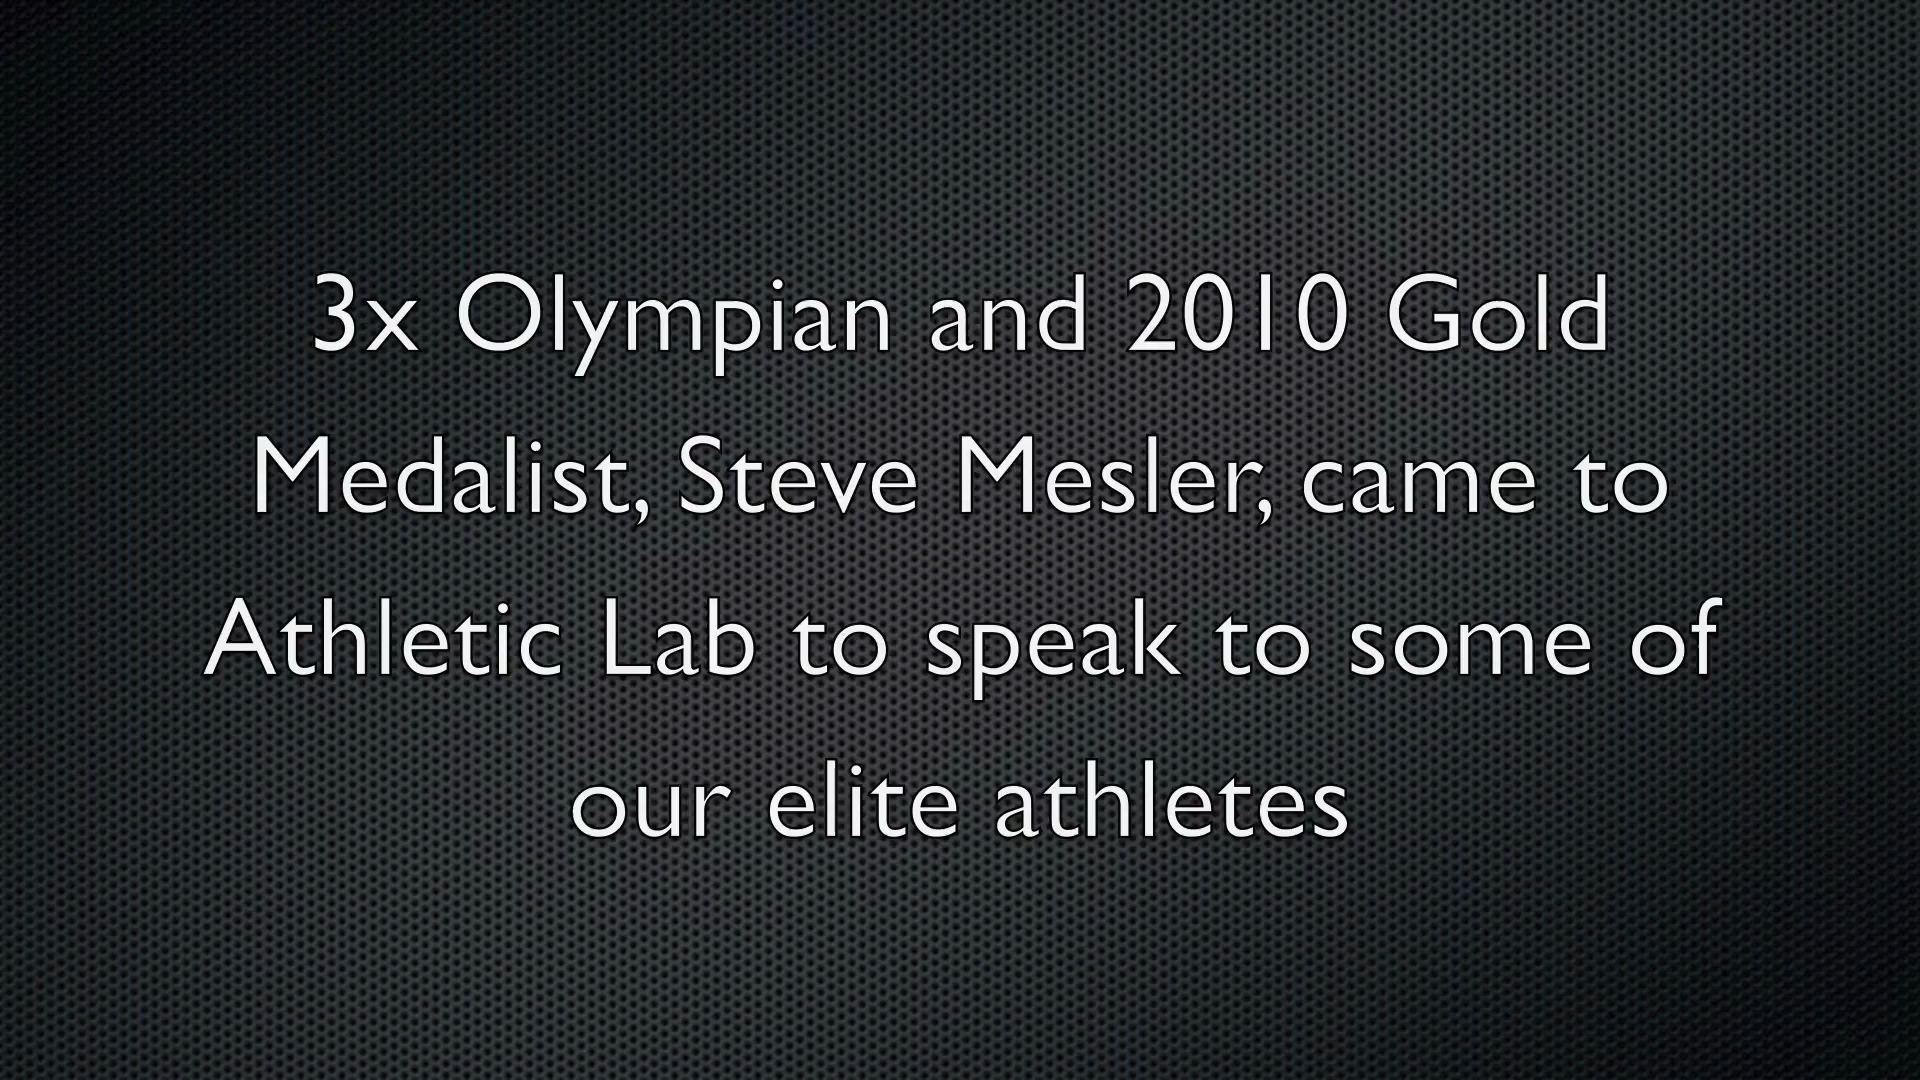 3x Olympian and 2010 Gold
Medalist, Steve Mesler, came to
Athletic Lab to speak to some of
our elite athletes